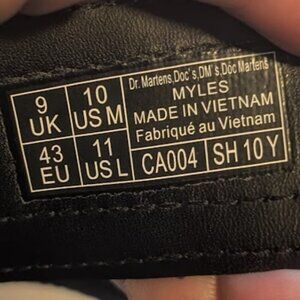 9 UK
10 US M
43 EU
11 US L
Dr. Martens,Doc's,DM's,Doc Martens
MYLES
MADE IN VIETNAM
Fabriqué au Vietnam
CA004
SH 10 Y